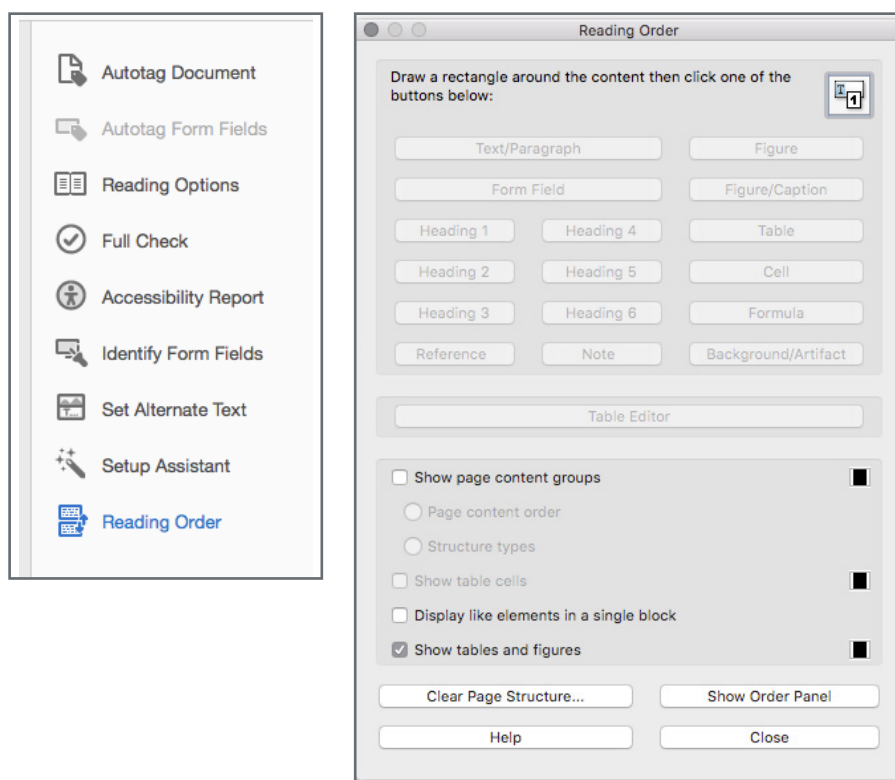 Autotag Document
Autotag Form Fields
Reading Options
Full Check
Accessibility Report
Identify Form Fields
Set Alternate Text
Setup Assistant
Reading Order
Reading Order
Draw a rectangle around the content then click one of the
buttons below:
Text/Paragraph Figure
Form Field Figure/Caption
Heading 1 Heading 4 Table
Heading 2 Heading 5 Cell
Heading 3 Heading 6 Formula
Reference Note Background/Artifact
Table Editor
Show page content groups
Page content order
Structure types
Show table cells
Display like elements in a single block
Show tables and figures
Clear Page Structure... Show Order Panel
Help Close